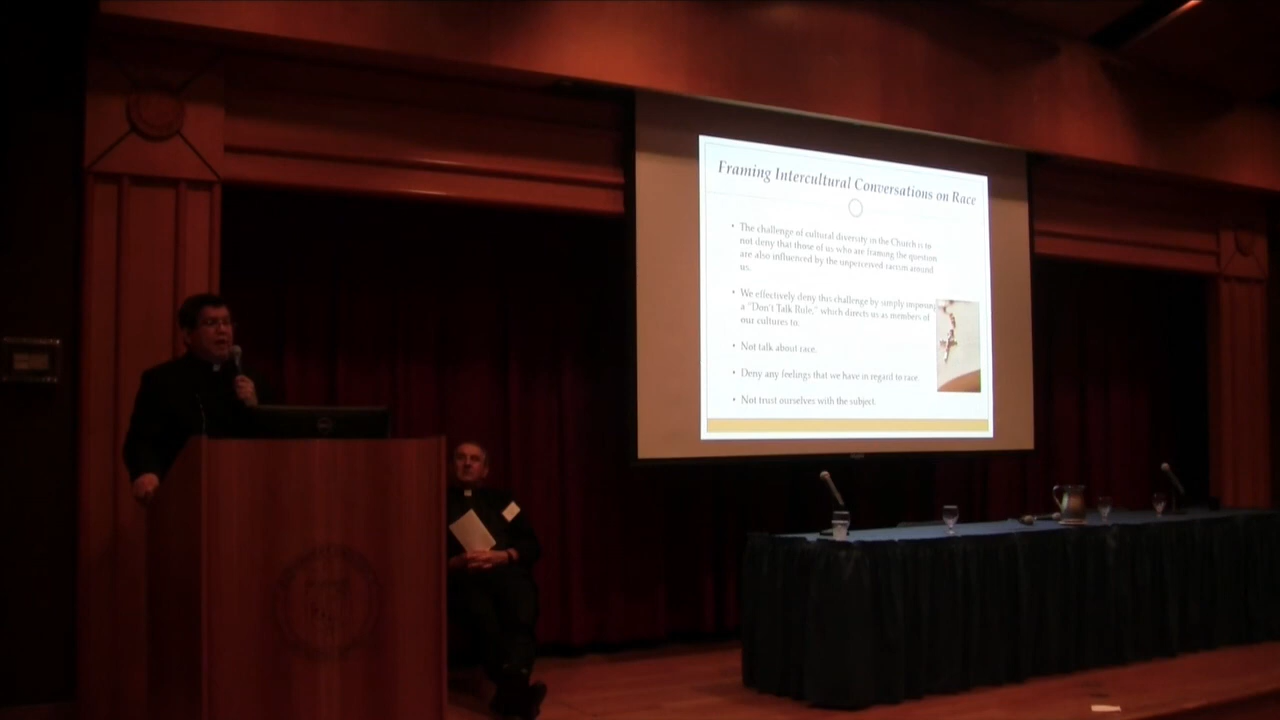 Framing Intercultural Conversations on Race
• The challenge of cultural diversity in the Church is to
not deny that those of us who are framing the question
are also influenced by the unperceived racism around
us.
• We effectively deny this challenge by simply imposing
a "Don't Talk Rule," which directs us as members of
our cultures to.
• Not talk about race.
• Deny any feelings that we have in regard to race.
• Not trust ourselves with the subject.